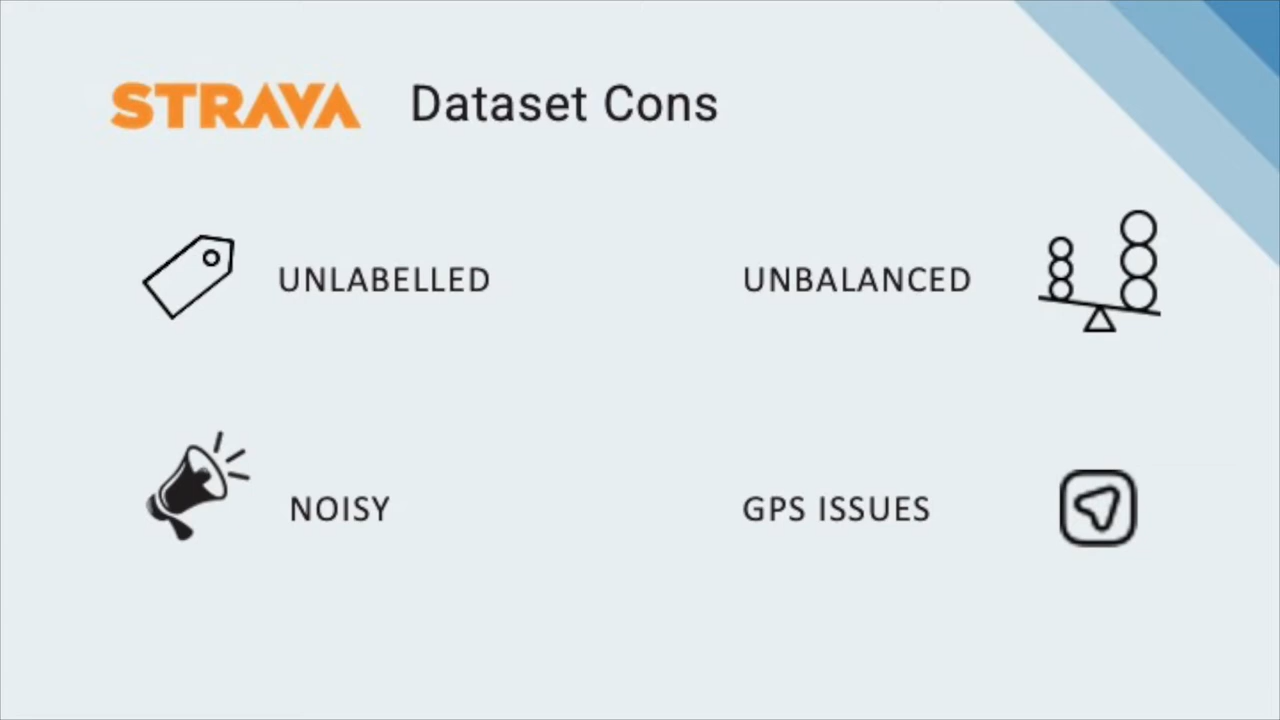 STRAVA Dataset Cons
UNLABELLED
UNBALANCED
NOISY
GPS ISSUES